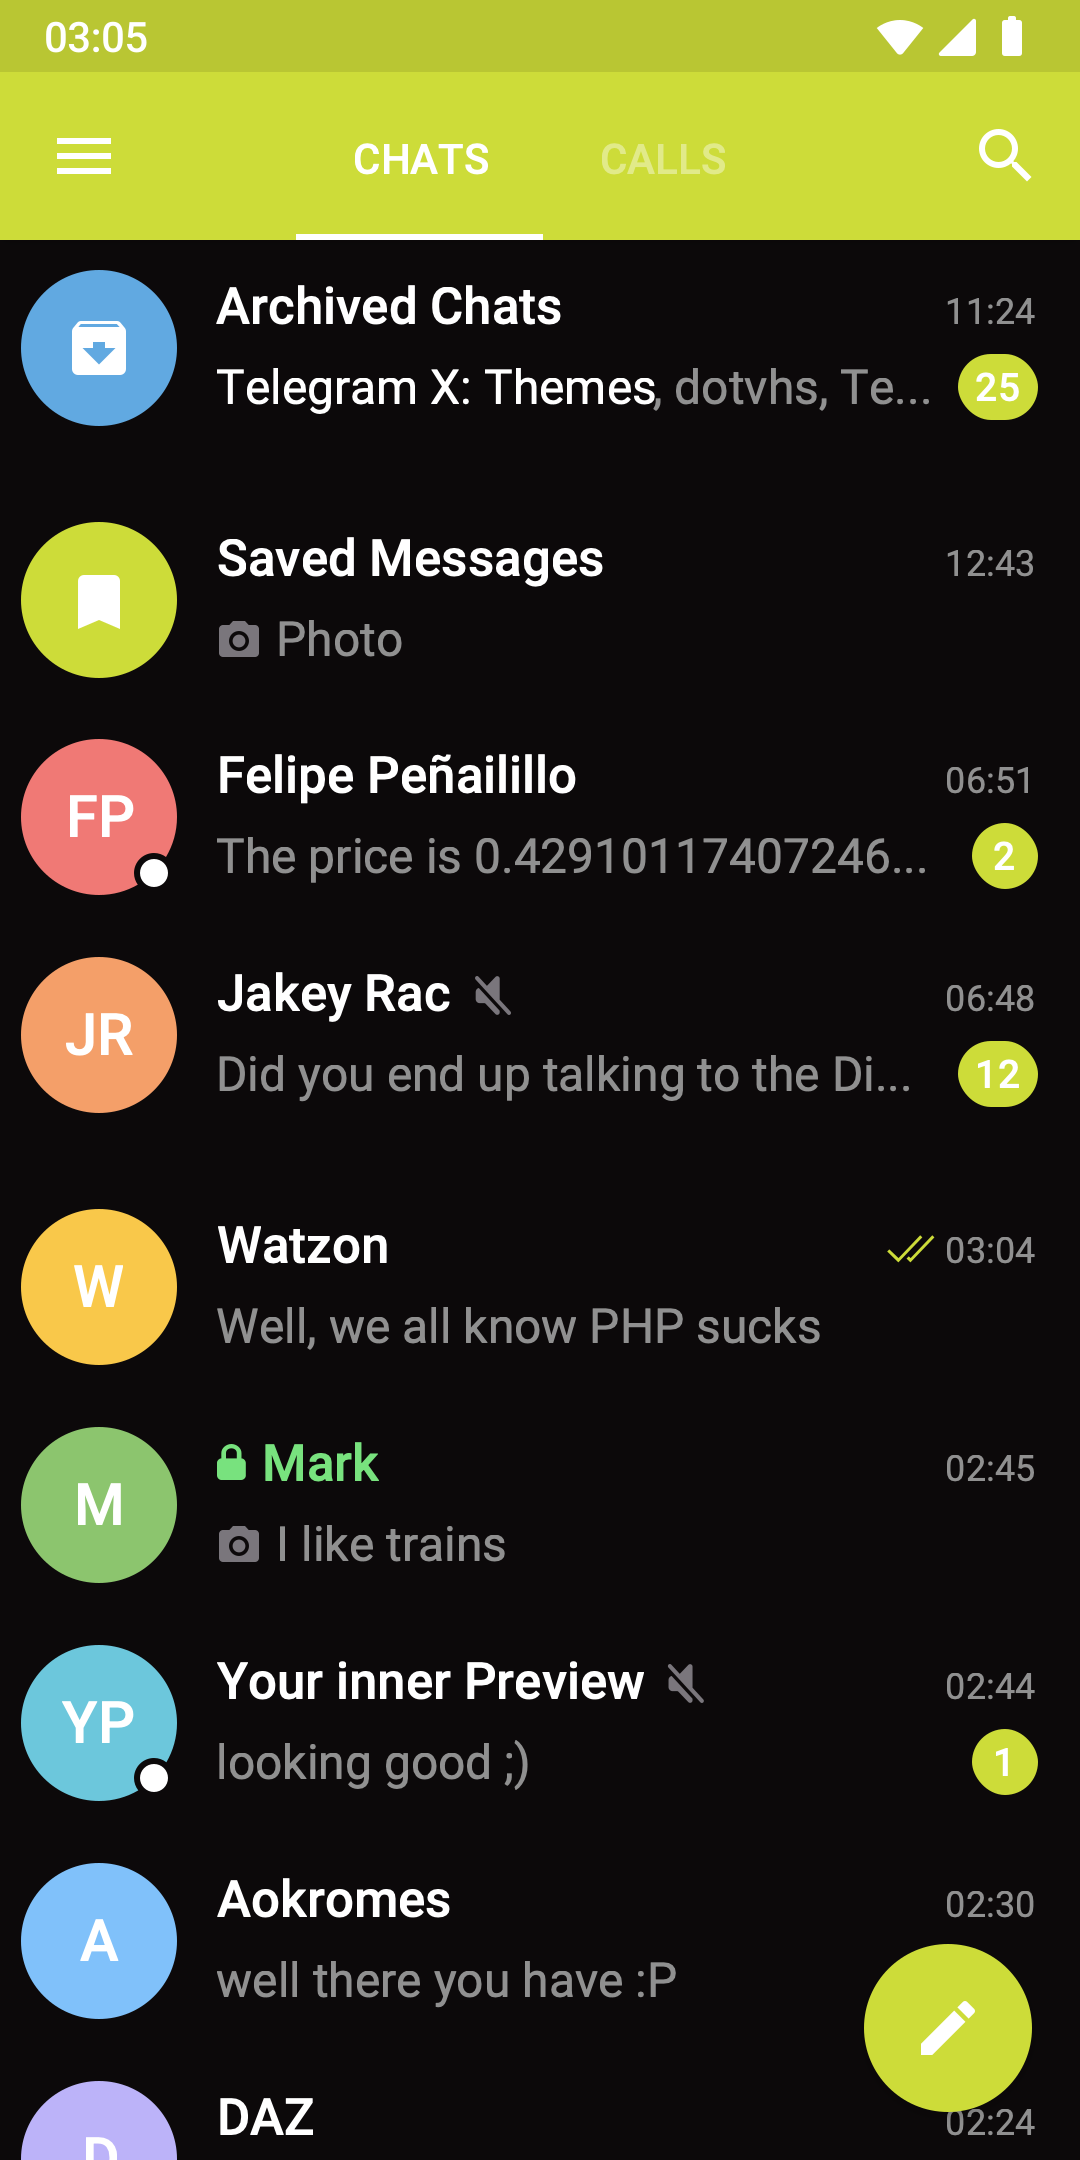 03:05
CHATS CALLS
Archived Chats 11:24
Telegram X: Themes, dotvhs, Te... 25
Saved Messages 12:43
Photo
FP Felipe Peñailillo 06:51
The price is 0.42910117407246... 2
JR Jakey Rac 06:48
Did you end up talking to the Di... 12
W Watzon 03:04
Well, we all know PHP sucks
M Mark 02:45
I like trains
YP Your inner Preview 02:44
looking good ;) 1
A Aokromes 02:30
well there you have :P
D DAZ 02:24